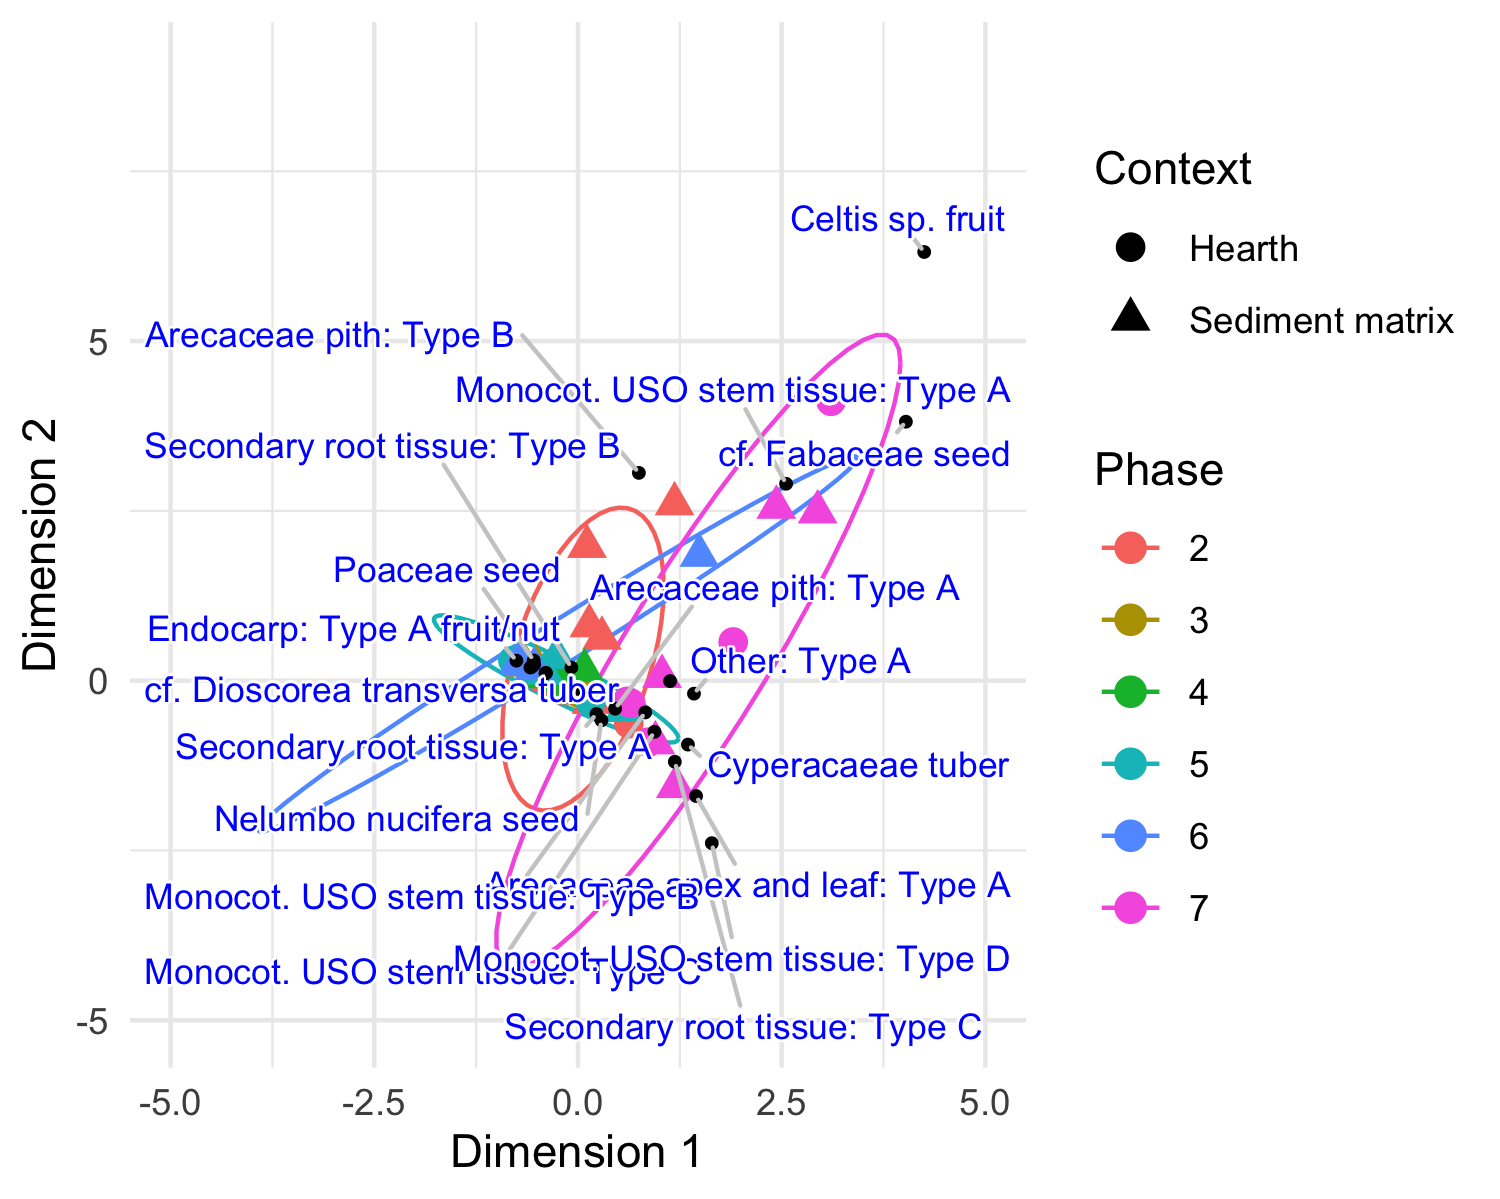 Celtis sp. fruit
Arecaceae pith: Type B
Monocot. USO stem tissue: Type A
Secondary root tissue: Type B
cf. Fabaceae seed
Poaceae seed
Arecaceae pith: Type A
Endocarp: Type A fruit/nut
Other: Type A
cf. Dioscorea transversa tuber
Secondary root tissue: Type A
Cyperacaeae tuber
Nelumbo nucifera seed
Arecaceae apex and leaf: Type A
Monocot. USO stem tissue: Type B
Monocot. USO stem tissue: Type D
Monocot. USO stem tissue: Type C
Secondary root tissue: Type C
5
0
-5
-5.0 -2.5 0.0 2.5 5.0
Dimension 1
Dimension 2
Context
Hearth
Sediment matrix
Phase
2
3
4
5
6
7